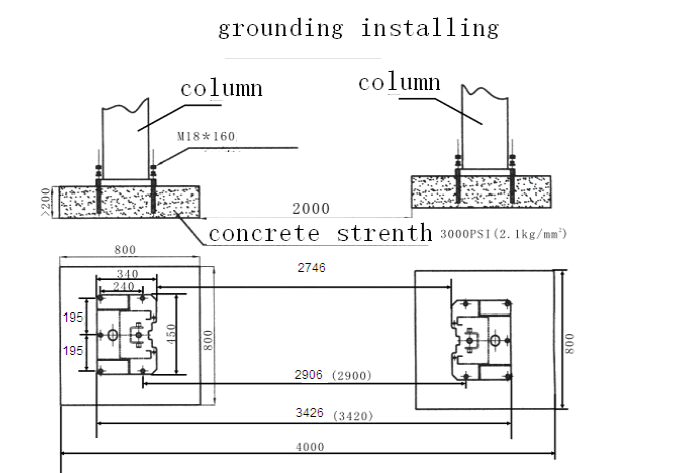 grounding installing
column
column
M18*160
>200
2000
concrete strenth 3000PSI(2.1kg/mm²)
800
340
2746
240
195
450
800
800
195
2906 (2900)
3426 (3420)
4000